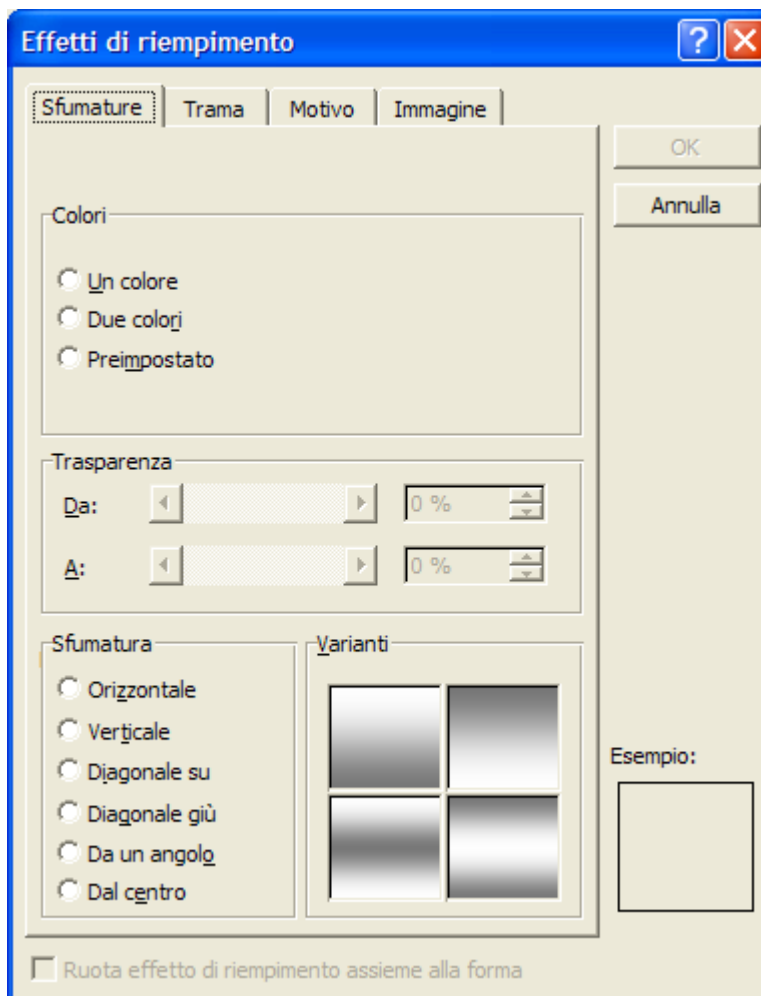 Effetti di riempimento
Sfumature Trama Motivo Immagine
OK
Annulla
Colori
Un colore
Due colori
Preimpostato
Trasparenza
Da: 0 %
A: 0 %
Sfumatura
Orizzontale
Verticale
Diagonale su
Diagonale giù
Da un angolo
Dal centro
Varianti
Esempio:
Ruota effetto di riempimento assieme alla forma